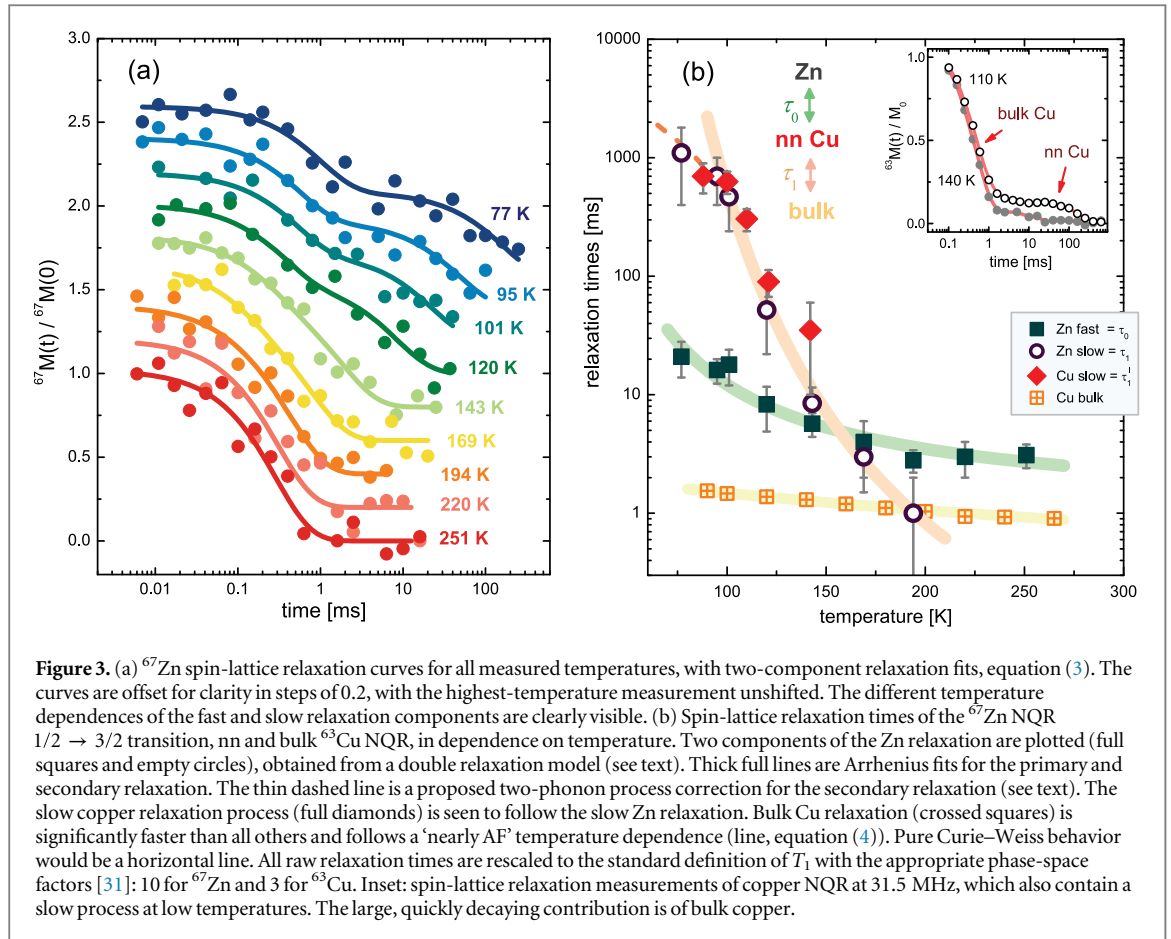 (a)
3.0
2.5
2.0
1.5
1.0
0.5
0.0
⁶⁷M(t) / ⁶⁷M(0)
77 K
95 K
101 K
120 K
143 K
169 K
194 K
220 K
251 K
0.01 0.1 1 10 100
time [ms]
(b)
10000
1000
100
10
1
relaxation times [ms]
Zn
τ₀
nn Cu
τ₁
bulk
1.0
0.5
0.0
⁶³M(t) / M₀
110 K
bulk Cu
nn Cu
140 K
0.1 1 10 100
time [ms]
Zn fast = τ₀
Zn slow = τ₁
Cu slow = τ₁'
Cu bulk
100 150 200 250 300
temperature [K]
Figure 3. (a) ⁶⁷Zn spin-lattice relaxation curves for all measured temperatures, with two-component relaxation fits, equation (3). The
curves are offset for clarity in steps of 0.2, with the highest-temperature measurement unshifted. The different temperature
dependences of the fast and slow relaxation components are clearly visible. (b) Spin-lattice relaxation times of the ⁶⁷Zn NQR
1/2 → 3/2 transition, nn and bulk ⁶³Cu NQR, in dependence on temperature. Two components of the Zn relaxation are plotted (full
squares and empty circles), obtained from a double relaxation model (see text). Thick full lines are Arrhenius fits for the primary and
secondary relaxation. The thin dashed line is a proposed two-phonon process correction for the secondary relaxation (see text). The
slow copper relaxation process (full diamonds) is seen to follow the slow Zn relaxation. Bulk Cu relaxation (crossed squares) is
significantly faster than all others and follows a ‘nearly AF’ temperature dependence (line, equation (4)). Pure Curie–Weiss behavior
would be a horizontal line. All raw relaxation times are rescaled to the standard definition of T₁ with the appropriate phase-space
factors [31]: 10 for ⁶⁷Zn and 3 for ⁶³Cu. Inset: spin-lattice relaxation measurements of copper NQR at 31.5 MHz, which also contain a
slow process at low temperatures. The large, quickly decaying contribution is of bulk copper.